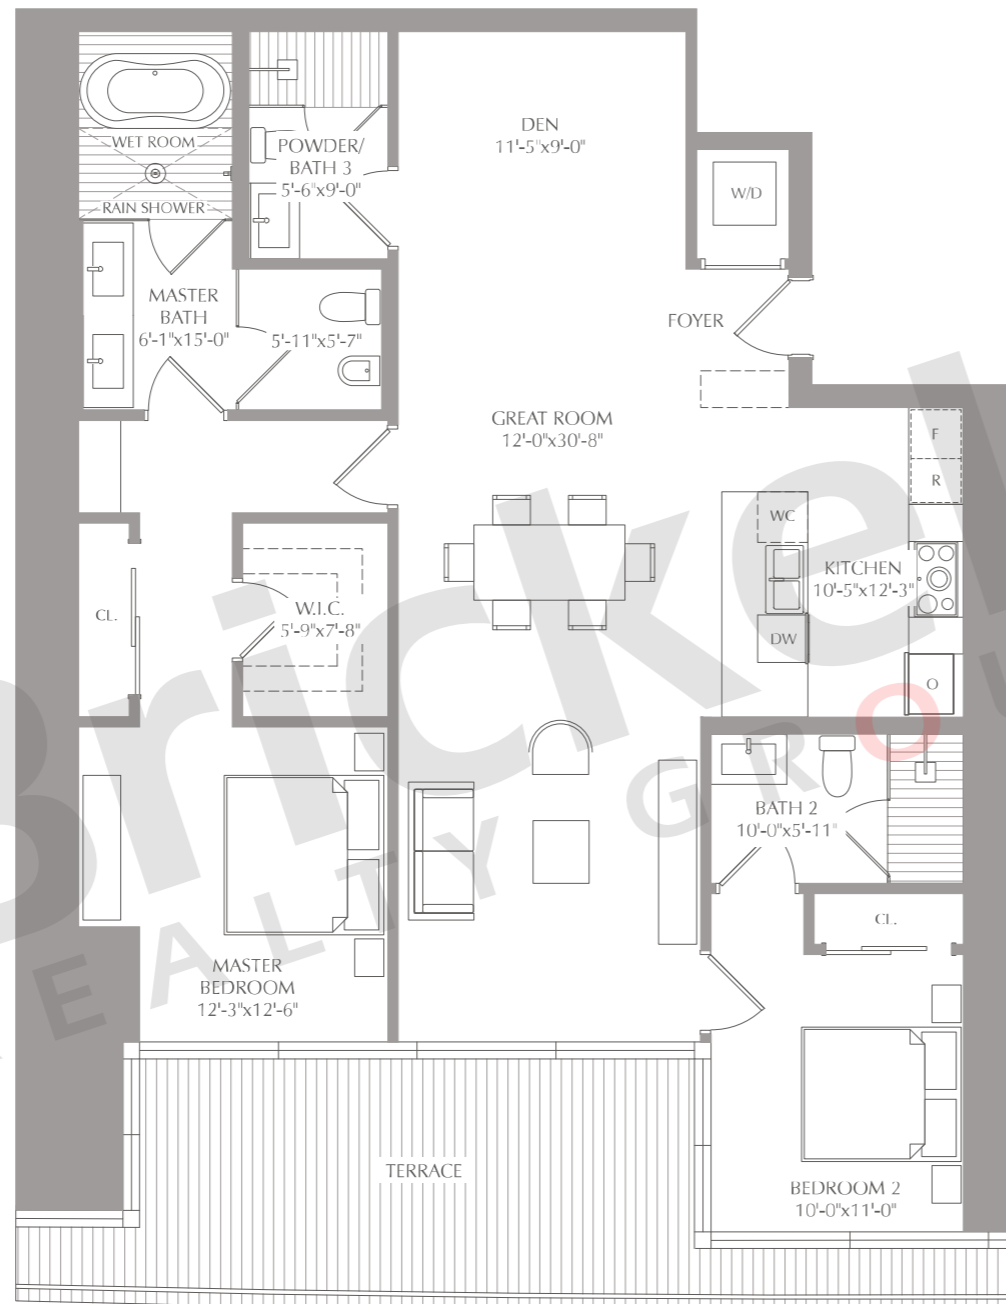 WET ROOM
RAIN SHOWER
POWDER/
BATH 3
5'-6"x9'-0"
DEN
11'-5"x9'-0"
W/D
MASTER
BATH
6'-1"x15'-0"
5'-11"x5'-7"
FOYER
GREAT ROOM
12'-0"x30'-8"
F
R
WC
KITCHEN
10'-5"x12'-3"
DW
O
CL.
W.I.C.
5'-9"x7'-8"
BATH 2
10'-0"x5'-11"
CL.
MASTER
BEDROOM
12'-3"x12'-6"
TERRACE
BEDROOM 2
10'-0"x11'-0"
Brickel
REALTY GROU